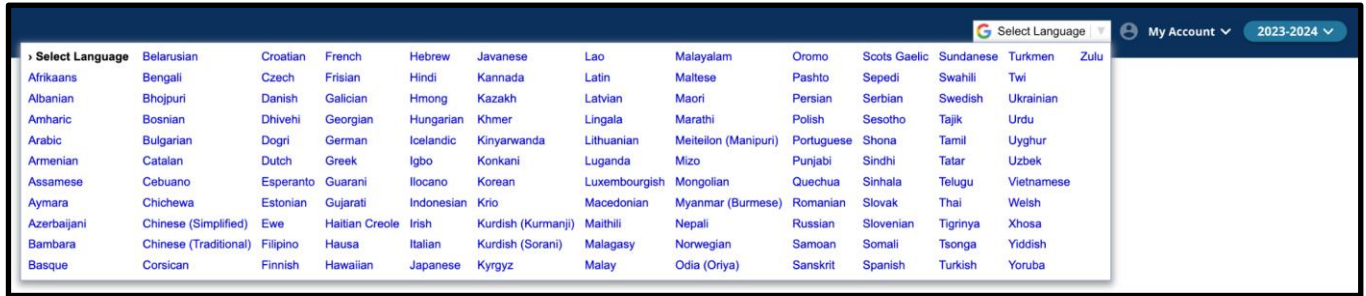 Select Language My Account 2023-2024
› Select Language Belarusian Croatian French Hebrew Javanese Lao Malayalam Oromo Scots Gaelic Sundanese Turkmen Zulu
Afrikaans Bengali Czech Frisian Hindi Kannada Latin Maltese Pashto Sepedi Swahili Twi
Albanian Bhojpuri Danish Galician Hmong Kazakh Latvian Maori Persian Serbian Swedish Ukrainian
Amharic Bosnian Dhivehi Georgian Hungarian Khmer Lingala Marathi Polish Sesotho Tajik Urdu
Arabic Bulgarian Dogri German Icelandic Kinyarwanda Lithuanian Meiteilon (Manipuri) Portuguese Shona Tamil Uyghur
Armenian Catalan Dutch Greek Igbo Konkani Luganda Mizo Punjabi Sindhi Tatar Uzbek
Assamese Cebuano Esperanto Guarani Ilocano Korean Luxembourgish Mongolian Quechua Sinhala Telugu Vietnamese
Aymara Chichewa Estonian Gujarati Indonesian Krio Macedonian Myanmar (Burmese) Romanian Slovak Thai Welsh
Azerbaijani Chinese (Simplified) Ewe Haitian Creole Irish Kurdish (Kurmanji) Maithili Nepali Russian Slovenian Tigrinya Xhosa
Bambara Chinese (Traditional) Filipino Hausa Italian Kurdish (Sorani) Malagasy Norwegian Samoan Somali Tsonga Yiddish
Basque Corsican Finnish Hawaiian Japanese Kyrgyz Malay Odia (Oriya) Sanskrit Spanish Turkish Yoruba